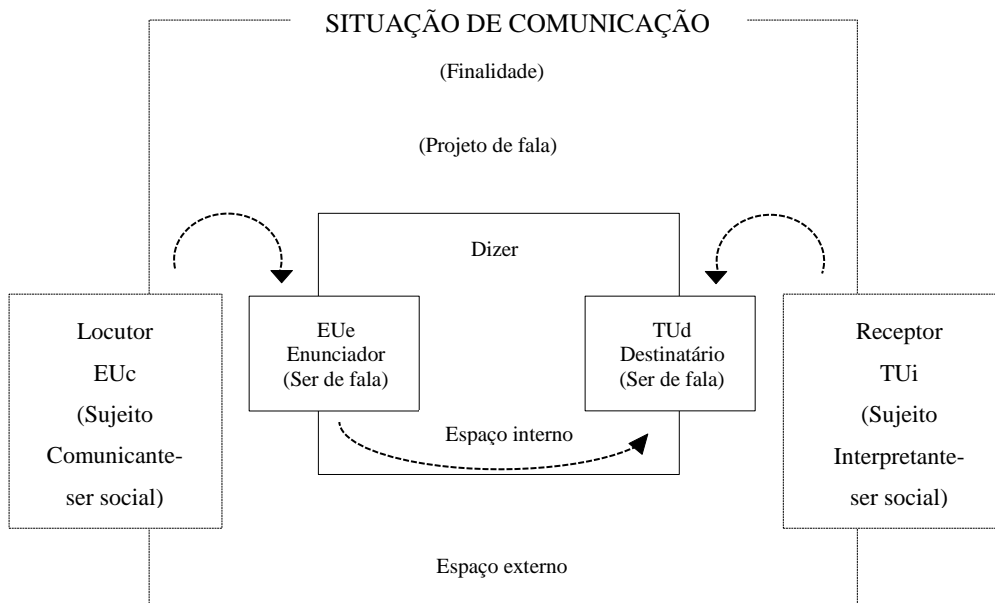 SITUAÇÃO DE COMUNICAÇÃO
(Finalidade)
(Projeto de fala)
Dizer
Locutor
EUc
(Sujeito
Comunicante-
ser social)
EUe
Enunciador
(Ser de fala)
TUd
Destinatário
(Ser de fala)
Receptor
TUi
(Sujeito
Interpretante-
ser social)
Espaço interno
Espaço externo